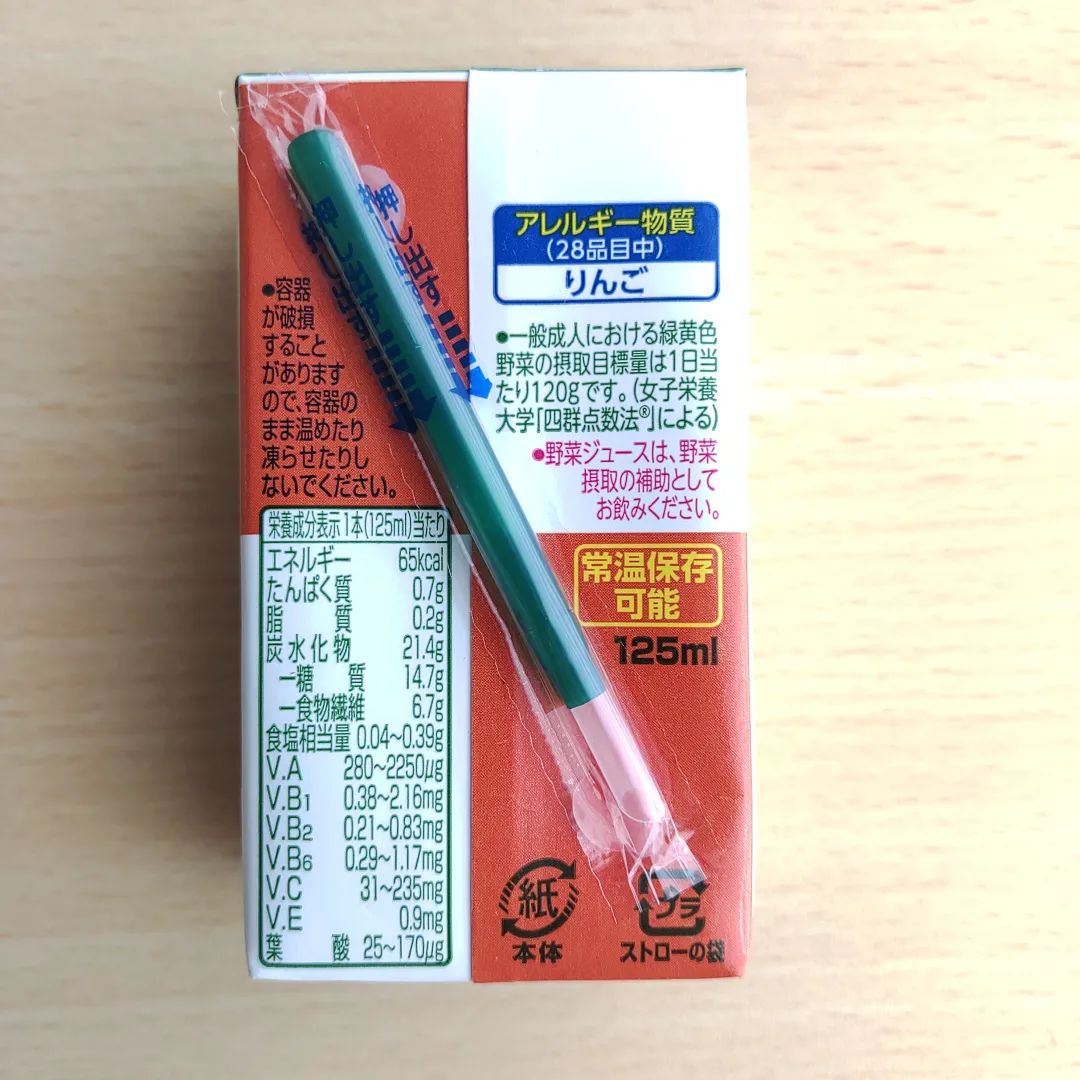 ●容器
が破損
すること
があります
ので、容器の
まま温めたり
凍らせたりし
ないでください。
栄養成分表示1本(125ml)当たり
エネルギー 65kcal
たんぱく質 0.7g
脂質 0.2g
炭水化物 21.4g
ー糖質 14.7g
ー食物繊維 6.7g
食塩相当量 0.04~0.39g
V.A 280~2250μg
V.B1 0.38~2.16mg
V.B2 0.21~0.83mg
V.B6 0.29~1.17mg
V.C 31~235mg
V.E 0.9mg
葉酸 25~170μg
アレルギー物質
(28品目中)
りんご
●一般成人における緑黄色
野菜の摂取目標量は1日当
たり120gです。(女子栄養
大学「四群点数法®」による)
●野菜ジュースは、野菜
摂取の補助として
お飲みください。
常温保存
可能
125ml
紙
本体
プラ
ストローの袋